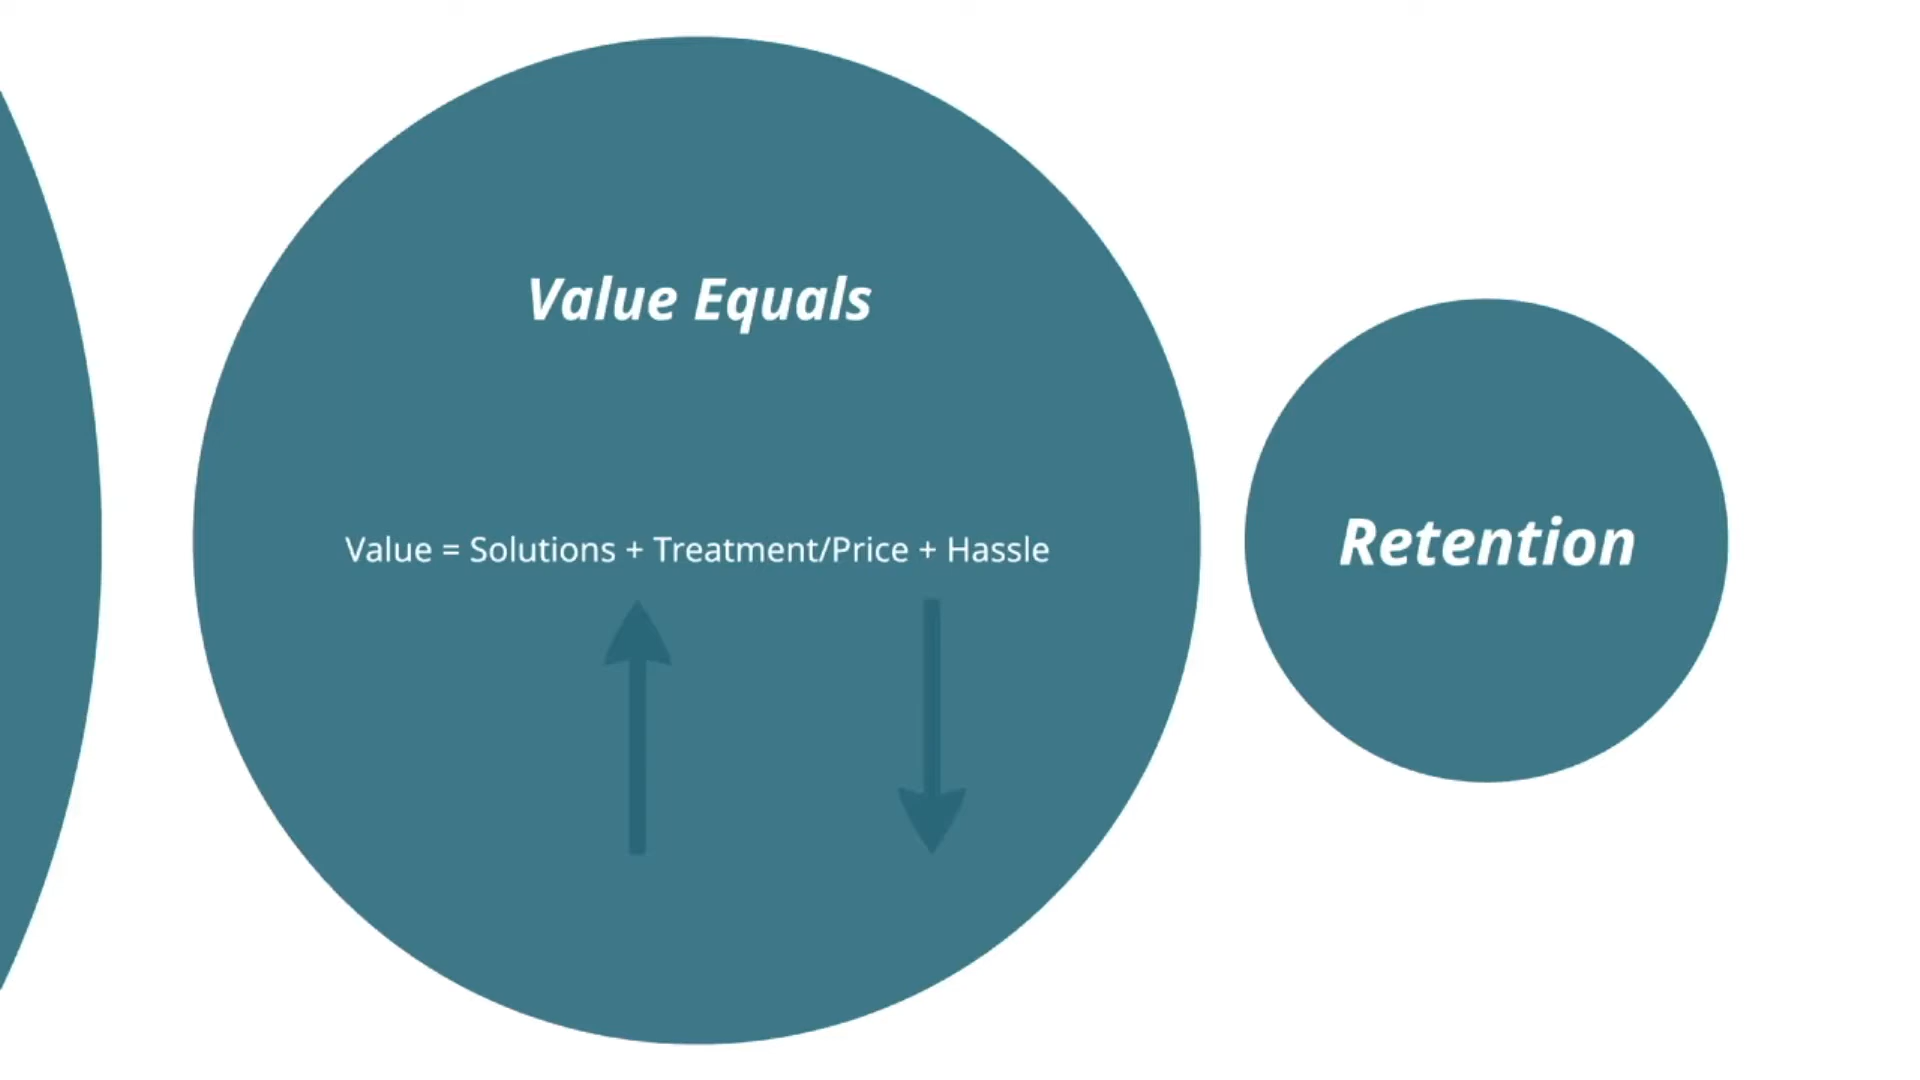 Value Equals
Value = Solutions + Treatment/Price + Hassle
Retention